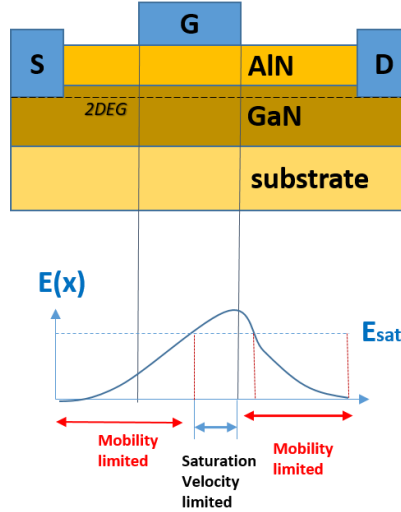 G
S
AlN
D
2DEG
GaN
substrate
E(x)
Esat
Mobility
limited
Saturation
Velocity
limited
Mobility
limited